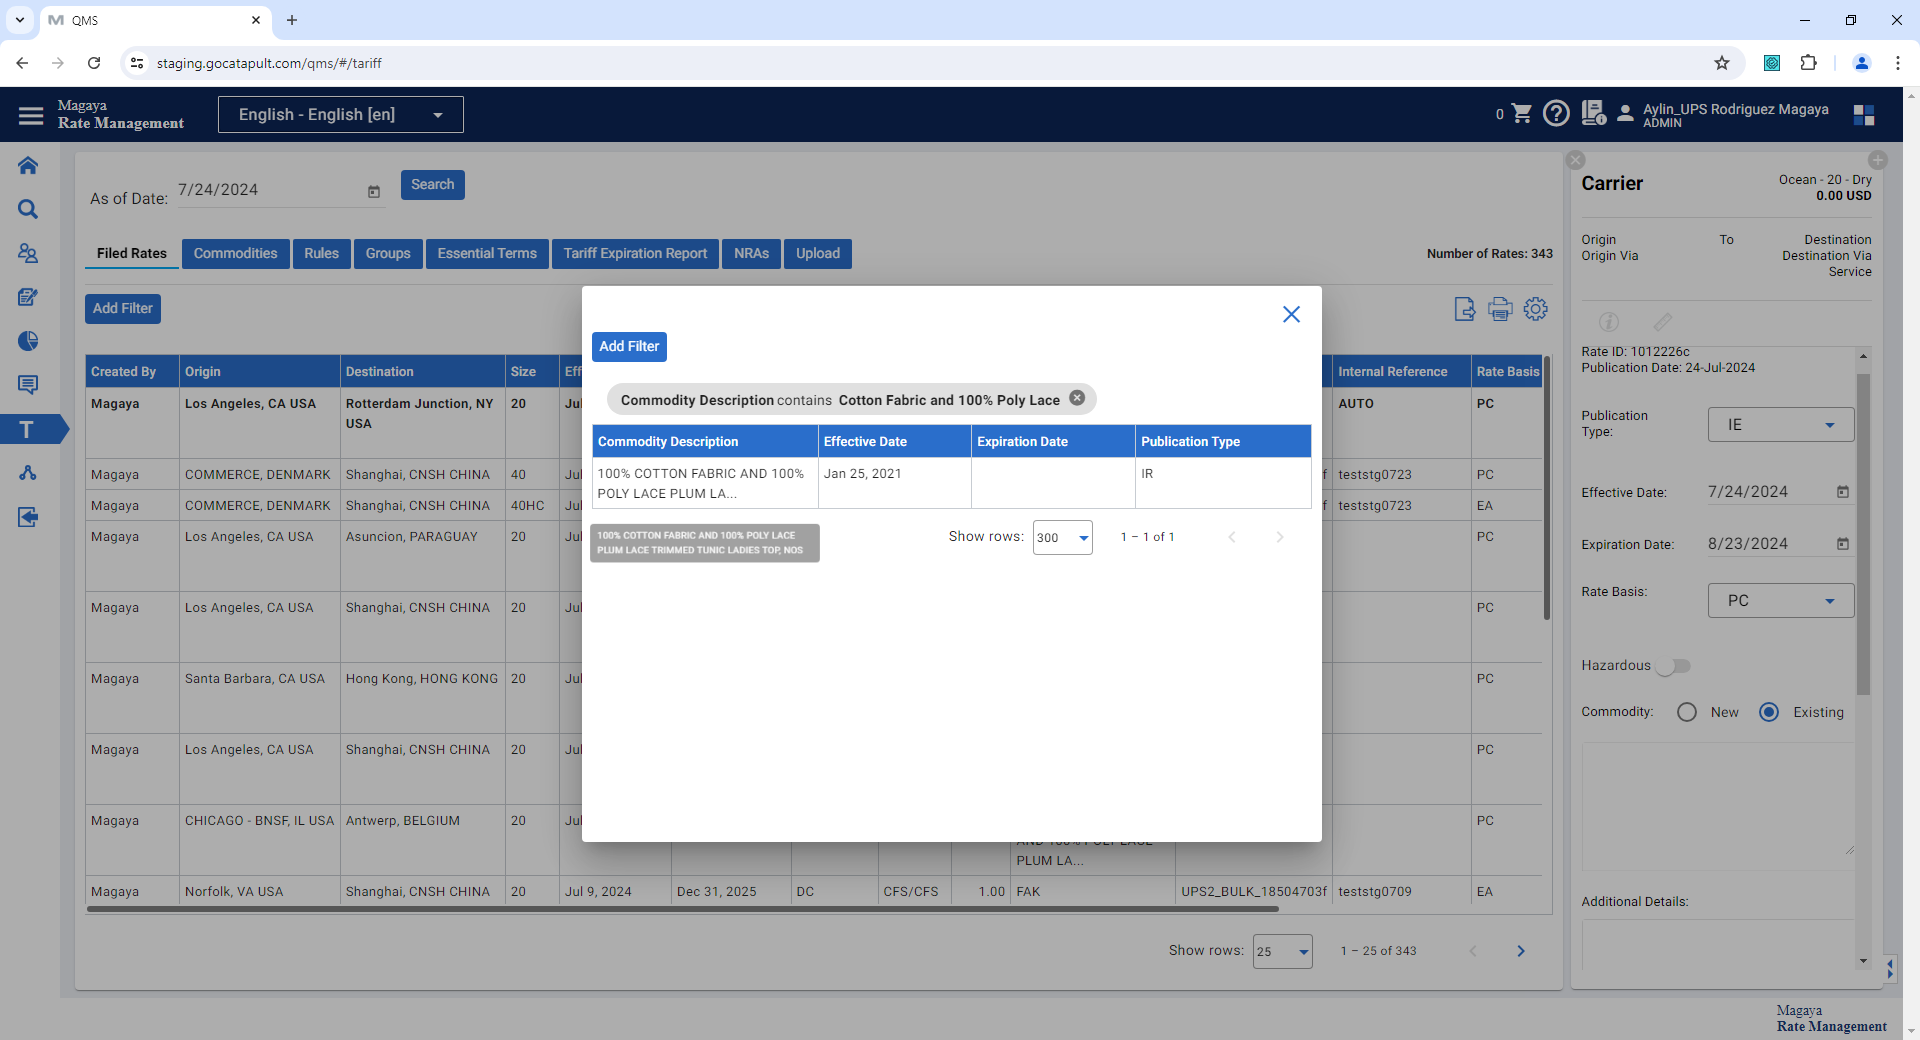 QMS
staging.gocatapult.com/qms/#/tariff
Magaya
Rate Management
English - English [en]
0
Aylin_UPS Rodriguez Magaya
ADMIN
As of Date:
7/24/2024
Search
Filed Rates
Commodities
Rules
Groups
Essential Terms
Tariff Expiration Report
NRAs
Upload
Number of Rates: 343
Add Filter
Created By Origin Destination Size Eff Internal Reference Rate Basis
Magaya Los Angeles, CA USA Rotterdam Junction, NY 20 Jul AUTO PC
USA
Magaya COMMERCE, DENMARK Shanghai, CNSH CHINA 40 Jul f teststg0723 PC
Magaya COMMERCE, DENMARK Shanghai, CNSH CHINA 40HC Jul f teststg0723 EA
Magaya Los Angeles, CA USA Asuncion, PARAGUAY 20 Jul PC
Magaya Los Angeles, CA USA Shanghai, CNSH CHINA 20 Jul PC
Magaya Santa Barbara, CA USA Hong Kong, HONG KONG 20 Jul PC
Magaya Los Angeles, CA USA Shanghai, CNSH CHINA 20 Jul PC
Magaya CHICAGO - BNSF, IL USA Antwerp, BELGIUM 20 Jul PC
AND 100% POLY LACE
PLUM LA...
Magaya Norfolk, VA USA Shanghai, CNSH CHINA 20 Jul 9, 2024 Dec 31, 2025 DC CFS/CFS 1.00 FAK UPS2_BULK_18504703f teststg0709 EA
Show rows: 25 1 – 25 of 343
Add Filter
Commodity Description contains Cotton Fabric and 100% Poly Lace
Commodity Description Effective Date Expiration Date Publication Type
100% COTTON FABRIC AND 100% Jan 25, 2021 IR
POLY LACE PLUM LA...
100% COTTON FABRIC AND 100% POLY LACE
PLUM LACE TRIMMED TUNIC LADIES TOP, NOS
Show rows: 300 1 – 1 of 1
Carrier
Ocean - 20 - Dry
0.00 USD
Origin To Destination
Origin Via Destination Via
Service
Rate ID: 1012226c
Publication Date: 24-Jul-2024
Publication
Type:
IE
Effective Date: 7/24/2024
Expiration Date: 8/23/2024
Rate Basis:
PC
Hazardous
Commodity: New Existing
Additional Details:
Magaya
Rate Management